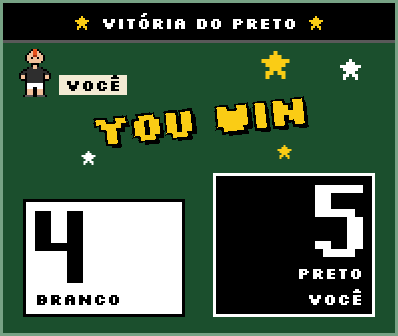 VITÓRIA DO PRETO
VOCÊ
YOU WIN
4
BRANCO
5
PRETO
VOCÊ